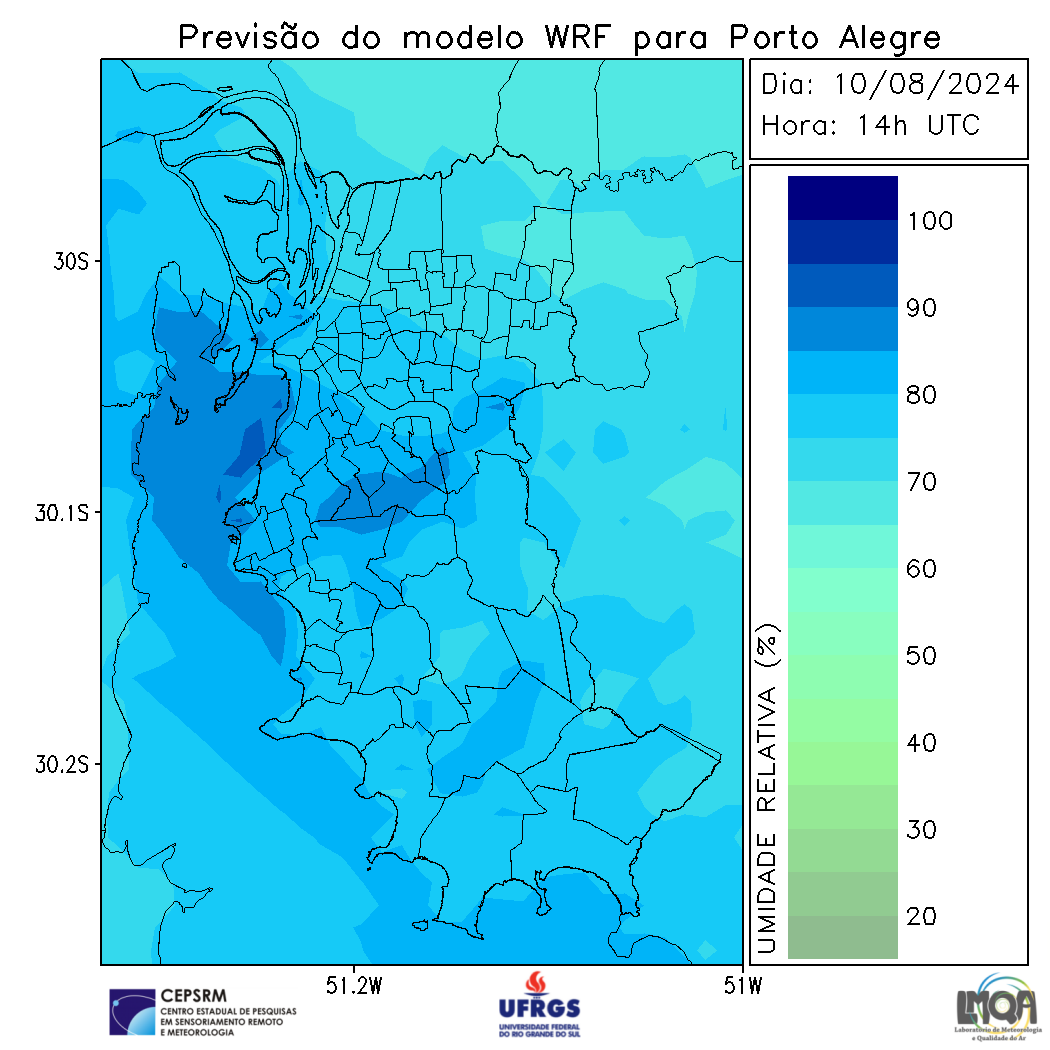 Previsão do modelo WRF para Porto Alegre
Dia: 10/08/2024
Hora: 14h UTC
30S
30.1S
30.2S
51.2W
51W
100
90
80
70
60
50
40
30
20
UMIDADE RELATIVA (%)
CEPSRM
CENTRO ESTADUAL DE PESQUISAS
EM SENSORIAMENTO REMOTO
E METEOROLOGIA
UFRGS
UNIVERSIDADE FEDERAL
DO RIO GRANDE DO SUL
LMQA
Laboratório de Meteorologia
e Qualidade do Ar